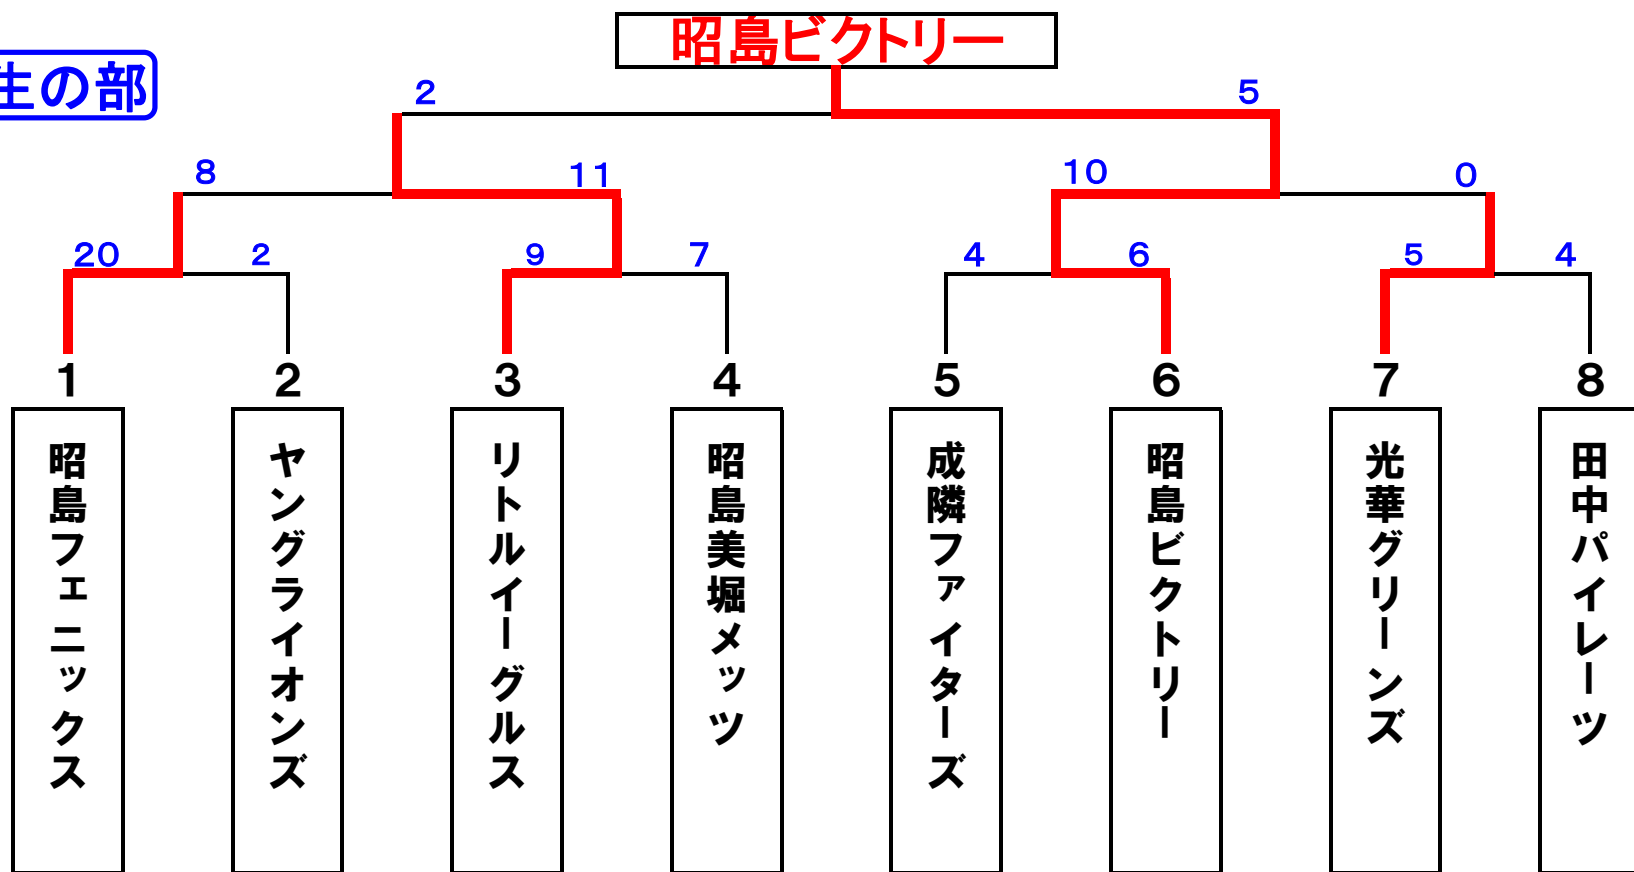 昭島ビクトリー
生の部
2
5
8
11
10
0
20
2
9
7
4
6
5
4
1
2
3
4
5
6
7
8
昭島フェニックス
ヤングライオンズ
リトルイーグルス
昭島美堀メッツ
成隣ファイターズ
昭島ビクトリー
光華グリーンズ
田中パイレーツ